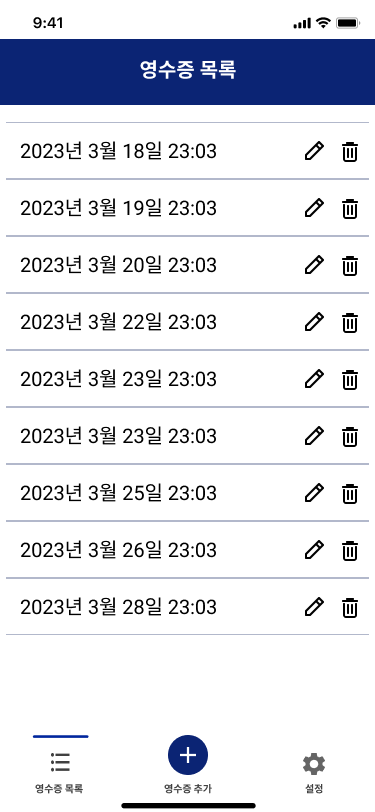 9:41
영수증 목록
2023년 3월 18일 23:03
2023년 3월 19일 23:03
2023년 3월 20일 23:03
2023년 3월 22일 23:03
2023년 3월 23일 23:03
2023년 3월 23일 23:03
2023년 3월 25일 23:03
2023년 3월 26일 23:03
2023년 3월 28일 23:03
영수증 목록
영수증 추가
설정